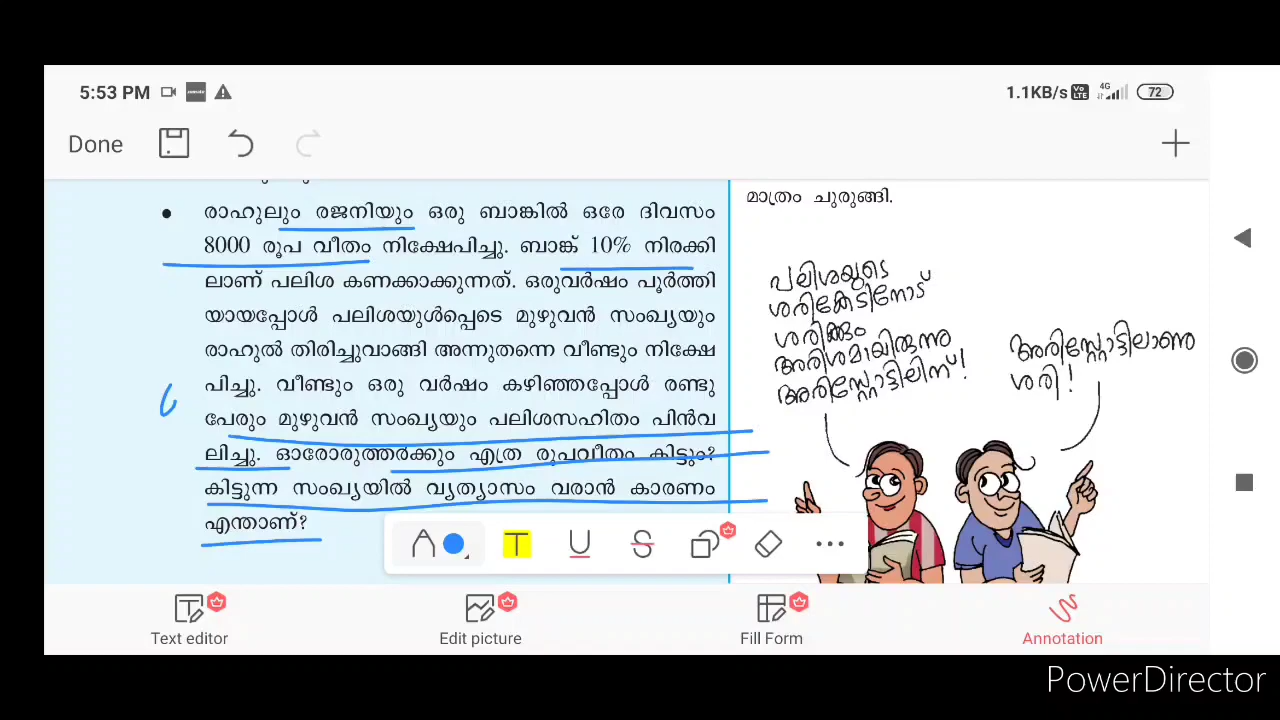 5:53 PM
1.1KB/s Vo LTE 4G 72
Done
മാത്രം ചുരുങ്ങി.
• രാഹുലും രജനിയും ഒരു ബാങ്കിൽ ഒരേ ദിവസം
8000 രൂപ വീതം നിക്ഷേപിച്ചു. ബാങ്ക് 10% നിരക്കി
ലാണ് പലിശ കണക്കാക്കുന്നത്. ഒരുവർഷം പൂർത്തി
യായപ്പോൾ പലിശയുൾപ്പെടെ മുഴുവൻ സംഖ്യയും
രാഹുൽ തിരിച്ചുവാങ്ങി അന്നുതന്നെ വീണ്ടും നിക്ഷേ
പിച്ചു. വീണ്ടും ഒരു വർഷം കഴിഞ്ഞപ്പോൾ രണ്ടു
പേരും മുഴുവൻ സംഖ്യയും പലിശസഹിതം പിൻവ
ലിച്ചു. ഓരോരുത്തർക്കും എത്ര രൂപവീതം കിട്ടും?
കിട്ടുന്ന സംഖ്യയിൽ വ്യത്യാസം വരാൻ കാരണം
എന്താണ്?
പലിശയുടെ
ശരികേടിനോട്
ശരിക്കും
അരിശമായിരുന്നു
അരിസ്റ്റോട്ടിലിന്!
അരിസ്റ്റോട്ടിലാണു
ശരി!
Text editor
Edit picture
Fill Form
Annotation
PowerDirector